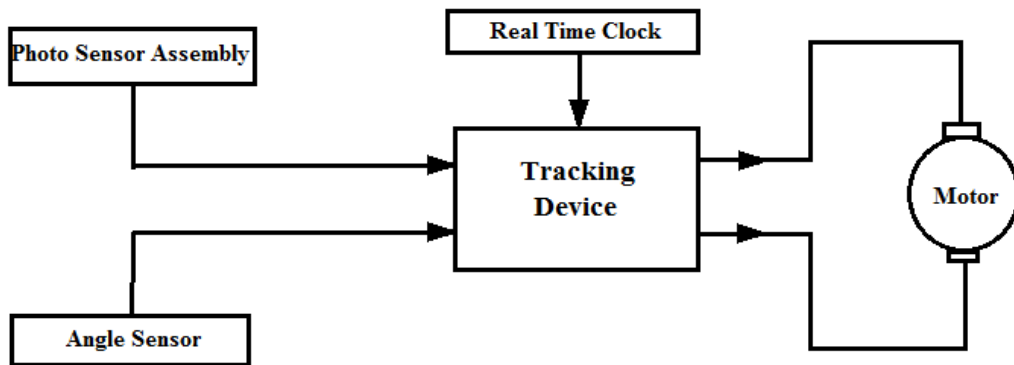 Photo Sensor Assembly
Real Time Clock
Tracking
Device
Motor
Angle Sensor